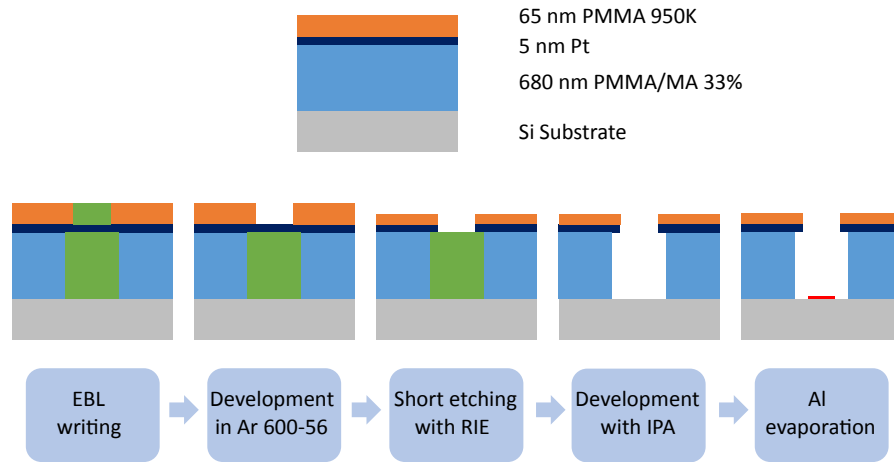 65 nm PMMA 950K
5 nm Pt
680 nm PMMA/MA 33%
Si Substrate
EBL
writing
Development
in Ar 600-56
Short etching
with RIE
Development
with IPA
Al
evaporation